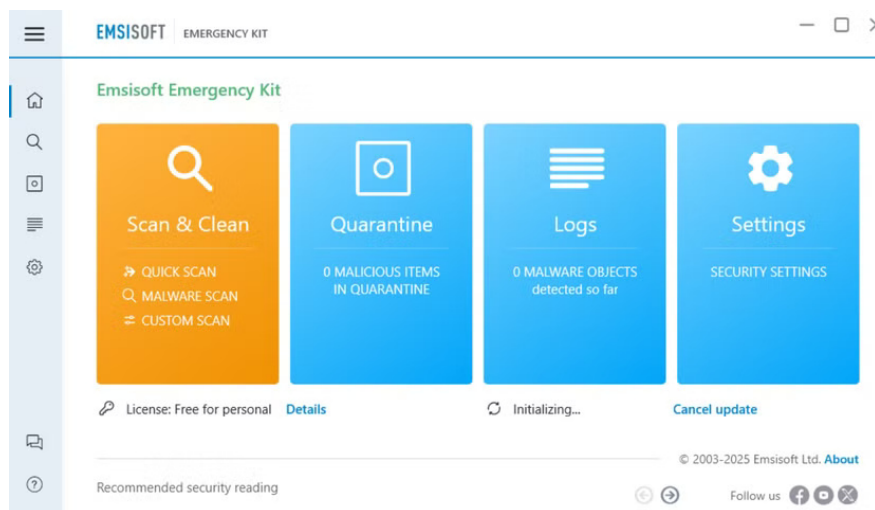 EMSISOFT EMERGENCY KIT
Emsisoft Emergency Kit
Scan & Clean
QUICK SCAN
MALWARE SCAN
CUSTOM SCAN
Quarantine
0 MALICIOUS ITEMS
IN QUARANTINE
Logs
0 MALWARE OBJECTS
detected so far
Settings
SECURITY SETTINGS
License: Free for personal Details
Initializing... Cancel update
© 2003-2025 Emsisoft Ltd. About
Recommended security reading
Follow us